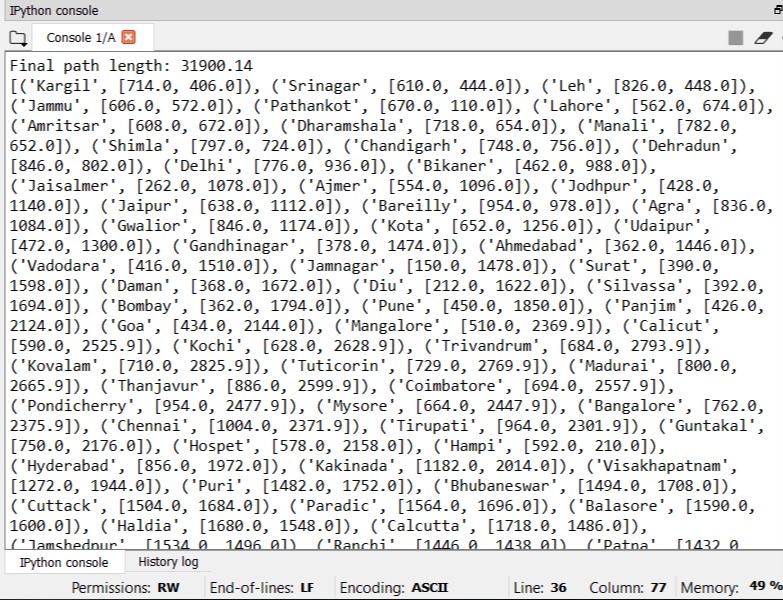 IPython console
Console 1/A
Final path length: 31900.14
[('Kargil', [714.0, 406.0]), ('Srinagar', [610.0, 444.0]), ('Leh', [826.0, 448.0]),
('Jammu', [606.0, 572.0]), ('Pathankot', [670.0, 110.0]), ('Lahore', [562.0, 674.0]),
('Amritsar', [608.0, 672.0]), ('Dharamshala', [718.0, 654.0]), ('Manali', [782.0,
652.0]), ('Shimla', [797.0, 724.0]), ('Chandigarh', [748.0, 756.0]), ('Dehradun',
[846.0, 802.0]), ('Delhi', [776.0, 936.0]), ('Bikaner', [462.0, 988.0]),
('Jaisalmer', [262.0, 1078.0]), ('Ajmer', [554.0, 1096.0]), ('Jodhpur', [428.0,
1140.0]), ('Jaipur', [638.0, 1112.0]), ('Bareilly', [954.0, 978.0]), ('Agra', [836.0,
1084.0]), ('Gwalior', [846.0, 1174.0]), ('Kota', [652.0, 1256.0]), ('Udaipur',
[472.0, 1300.0]), ('Gandhinagar', [378.0, 1474.0]), ('Ahmedabad', [362.0, 1446.0]),
('Vadodara', [416.0, 1510.0]), ('Jamnagar', [150.0, 1478.0]), ('Surat', [390.0,
1598.0]), ('Daman', [368.0, 1672.0]), ('Diu', [212.0, 1622.0]), ('Silvassa', [392.0,
1694.0]), ('Bombay', [362.0, 1794.0]), ('Pune', [450.0, 1850.0]), ('Panjim', [426.0,
2124.0]), ('Goa', [434.0, 2144.0]), ('Mangalore', [510.0, 2369.9]), ('Calicut',
[590.0, 2525.9]), ('Kochi', [628.0, 2628.9]), ('Trivandrum', [684.0, 2793.9]),
('Kovalam', [710.0, 2825.9]), ('Tuticorin', [729.0, 2769.9]), ('Madurai', [800.0,
2665.9]), ('Thanjavur', [886.0, 2599.9]), ('Coimbatore', [694.0, 2557.9]),
('Pondicherry', [954.0, 2477.9]), ('Mysore', [664.0, 2447.9]), ('Bangalore', [762.0,
2375.9]), ('Chennai', [1004.0, 2371.9]), ('Tirupati', [964.0, 2301.9]), ('Guntakal',
[750.0, 2176.0]), ('Hospet', [578.0, 2158.0]), ('Hampi', [592.0, 210.0]),
('Hyderabad', [856.0, 1972.0]), ('Kakinada', [1182.0, 2014.0]), ('Visakhapatnam',
[1272.0, 1944.0]), ('Puri', [1482.0, 1752.0]), ('Bhubaneswar', [1494.0, 1708.0]),
('Cuttack', [1504.0, 1684.0]), ('Paradic', [1564.0, 1696.0]), ('Balasore', [1590.0,
1600.0]), ('Haldia', [1680.0, 1548.0]), ('Calcutta', [1718.0, 1486.0]),
('Jamshedpur', [1534.0, 1496.0]), ('Ranchi', [1446.0, 1438.0]), ('Patna', [1432.0,
IPython console
History log
Permissions: RW
End-of-lines: LF
Encoding: ASCII
Line: 36
Column: 77
Memory: 49 %